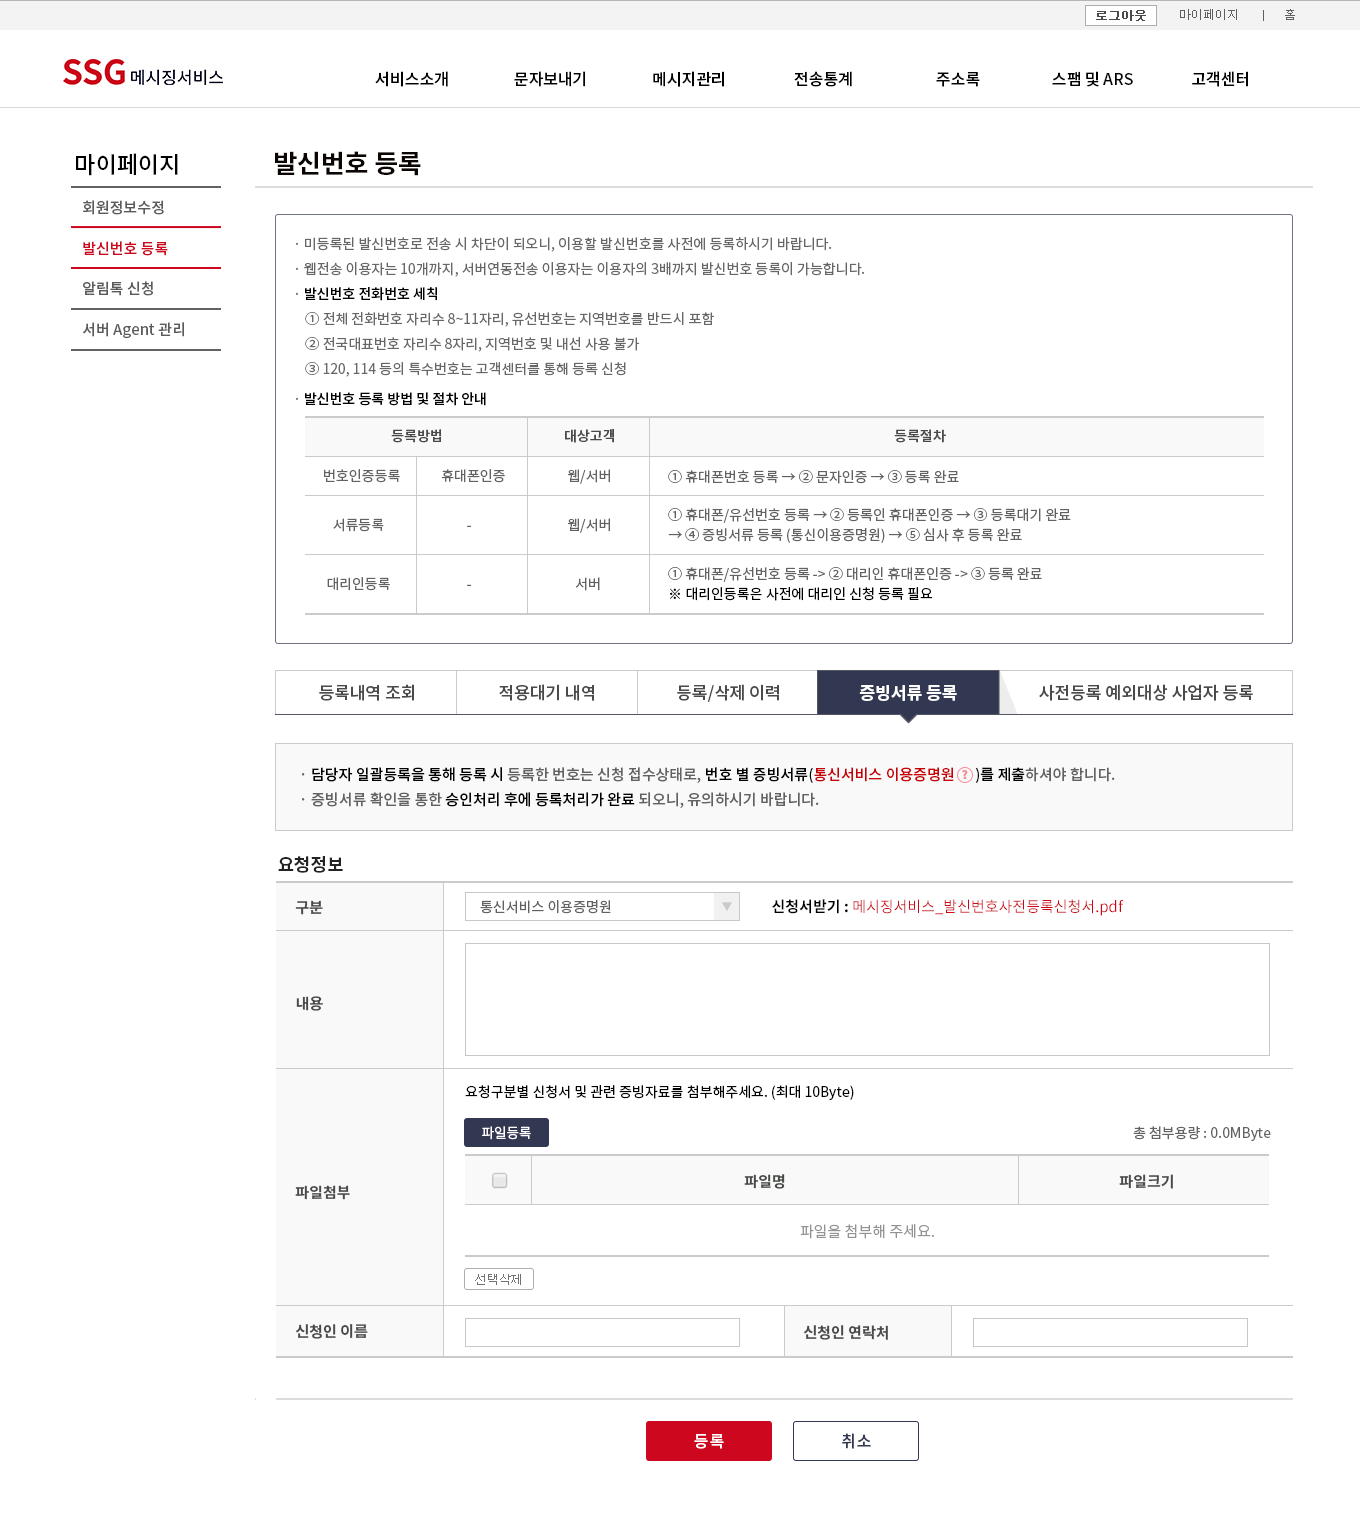 로그아웃 마이페이지 | 홈
SSG 메시징서비스 서비스소개 문자보내기 메시지관리 전송통계 주소록 스팸 및 ARS 고객센터
마이페이지
회원정보수정
발신번호 등록
알림톡 신청
서버 Agent 관리
발신번호 등록
· 미등록된 발신번호로 전송 시 차단이 되오니, 이용할 발신번호를 사전에 등록하시기 바랍니다.
· 웹전송 이용자는 10개까지, 서버연동전송 이용자는 이용자의 3배까지 발신번호 등록이 가능합니다.
· 발신번호 전화번호 세칙
① 전체 전화번호 자리수 8~11자리, 유선번호는 지역번호를 반드시 포함
② 전국대표번호 자리수 8자리, 지역번호 및 내선 사용 불가
③ 120, 114 등의 특수번호는 고객센터를 통해 등록 신청
· 발신번호 등록 방법 및 절차 안내
등록방법 대상고객 등록절차
번호인증등록 휴대폰인증 웹/서버 ① 휴대폰번호 등록 → ② 문자인증 → ③ 등록 완료
서류등록 - 웹/서버 ① 휴대폰/유선번호 등록 → ② 등록인 휴대폰인증 → ③ 등록대기 완료
→ ④ 증빙서류 등록 (통신이용증명원) → ⑤ 심사 후 등록 완료
대리인등록 - 서버 ① 휴대폰/유선번호 등록 -> ② 대리인 휴대폰인증 -> ③ 등록 완료
※ 대리인등록은 사전에 대리인 신청 등록 필요
등록내역 조회 적용대기 내역 등록/삭제 이력 증빙서류 등록 사전등록 예외대상 사업자 등록
· 담당자 일괄등록을 통해 등록 시 등록한 번호는 신청 접수상태로, 번호 별 증빙서류(통신서비스 이용증명원?)를 제출하셔야 합니다.
· 증빙서류 확인을 통한 승인처리 후에 등록처리가 완료 되오니, 유의하시기 바랍니다.
요청정보
구분 통신서비스 이용증명원 ▼ 신청서받기 : 메시징서비스_발신번호사전등록신청서.pdf
내용
파일첨부
요청구분별 신청서 및 관련 증빙자료를 첨부해주세요. (최대 10Byte)
파일등록 총 첨부용량 : 0.0MByte
파일명 파일크기
파일을 첨부해 주세요.
선택삭제
신청인 이름 신청인 연락처
등록 취소